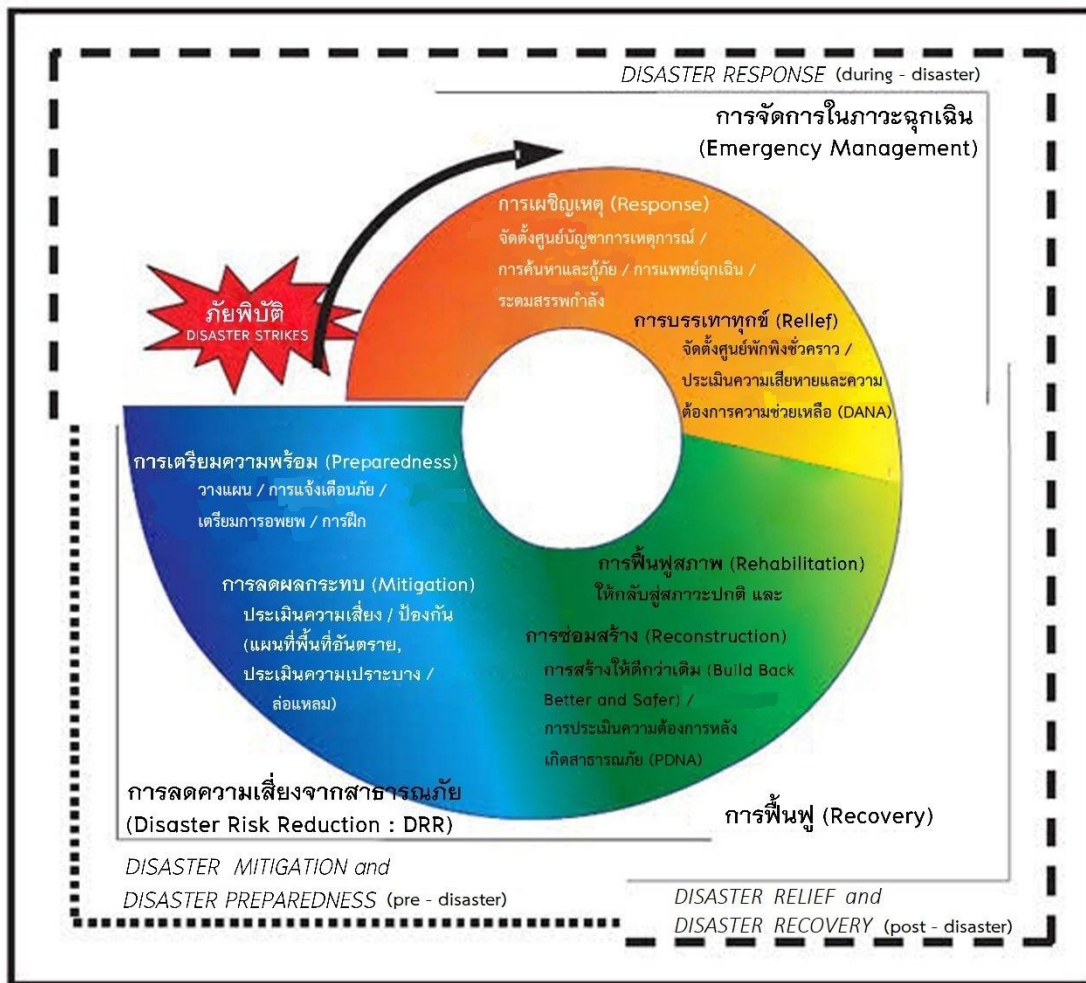 DISASTER RESPONSE (during - disaster)
การจัดการในภาวะฉุกเฉิน
(Emergency Management)
การเผชิญเหตุ (Response)
จัดตั้งศูนย์บัญชาการเหตุการณ์ /
การค้นหาและกู้ภัย / การแพทย์ฉุกเฉิน /
ระดมสรรพกำลัง
ภัยพิบัติ
DISASTER STRIKES
การบรรเทาทุกข์ (Rellef)
จัดตั้งศูนย์พักพิงชั่วคราว /
ประเมินความเสียหายและความ
ต้องการความช่วยเหลือ (DANA)
การเตรียมความพร้อม (Preparedness)
วางแผน / การแจ้งเตือนภัย /
เตรียมการอพยพ / การฝึก
การลดผลกระทบ (Mitigation)
ประเมินความเสี่ยง / ป้องกัน
(แผนที่พื้นที่อันตราย,
ประเมินความเปราะบาง /
ล่อแหลม)
การฟื้นฟูสภาพ (Rehabilitation)
ให้กลับสู่สภาวะปกติ และ
การซ่อมสร้าง (Reconstruction)
การสร้างให้ดีกว่าเดิม (Build Back
Better and Safer) /
การประเมินความต้องการหลัง
เกิดสาธารณภัย (PDNA)
การลดความเสี่ยงจากสาธารณภัย
(Disaster Risk Reduction : DRR)
การฟื้นฟู (Recovery)
DISASTER MITIGATION and
DISASTER PREPAREDNESS (pre - disaster)
DISASTER RELIEF and
DISASTER RECOVERY (post - disaster)